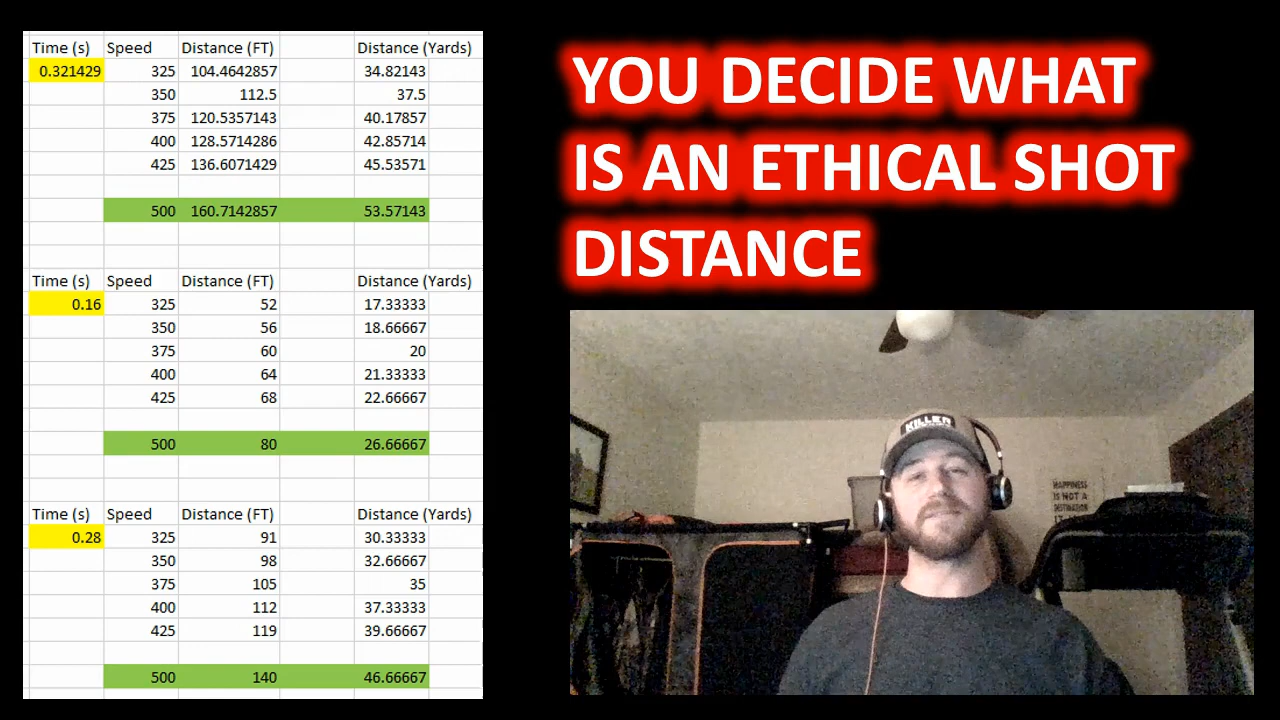 Time (s) Speed Distance (FT) Distance (Yards)
0.321429 325 104.4642857 34.82143
350 112.5 37.5
375 120.5357143 40.17857
400 128.5714286 42.85714
425 136.6071429 45.53571
500 160.7142857 53.57143
Time (s) Speed Distance (FT) Distance (Yards)
0.16 325 52 17.33333
350 56 18.66667
375 60 20
400 64 21.33333
425 68 22.66667
500 80 26.66667
Time (s) Speed Distance (FT) Distance (Yards)
0.28 325 91 30.33333
350 98 32.66667
375 105 35
400 112 37.33333
425 119 39.66667
500 140 46.66667
YOU DECIDE WHAT
IS AN ETHICAL SHOT
DISTANCE
KILLER
HAPPINESS
IS NOT A
DESTINATION